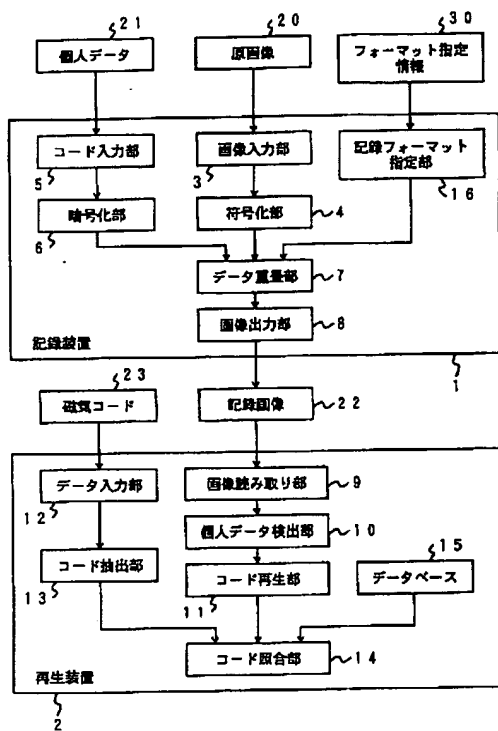 21
20
30
個人データ
原画像
フォーマット指定
情報
コード入力部
画像入力部
記録フォーマット
指定部
5
3
16
暗号化部
符号化部
4
6
データ重畳部
7
画像出力部
8
記録装置
1
23
磁気コード
記録画像
22
データ入力部
画像読み取り部
9
12
個人データ検出部
10
15
コード抽出部
コード再生部
データベース
13
11
コード照合部
14
再生装置
2